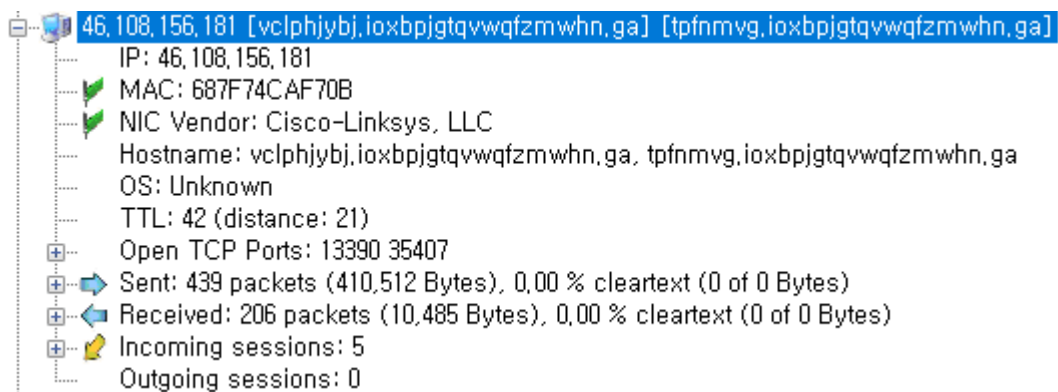 46,108,156,181 [vclphjybj,ioxbpjgtqvwqfzmwhn,ga] [tpfnmvg,ioxbpjgtqvwqfzmwhn,ga]
IP: 46,108,156,181
MAC: 687F74CAF70B
NIC Vendor: Cisco-Linksys, LLC
Hostname: vclphjybj,ioxbpjgtqvwqfzmwhn,ga, tpfnmvg,ioxbpjgtqvwqfzmwhn,ga
OS: Unknown
TTL: 42 (distance: 21)
Open TCP Ports: 13390 35407
Sent: 439 packets (410,512 Bytes), 0,00 % cleartext (0 of 0 Bytes)
Received: 206 packets (10,485 Bytes), 0,00 % cleartext (0 of 0 Bytes)
Incoming sessions: 5
Outgoing sessions: 0